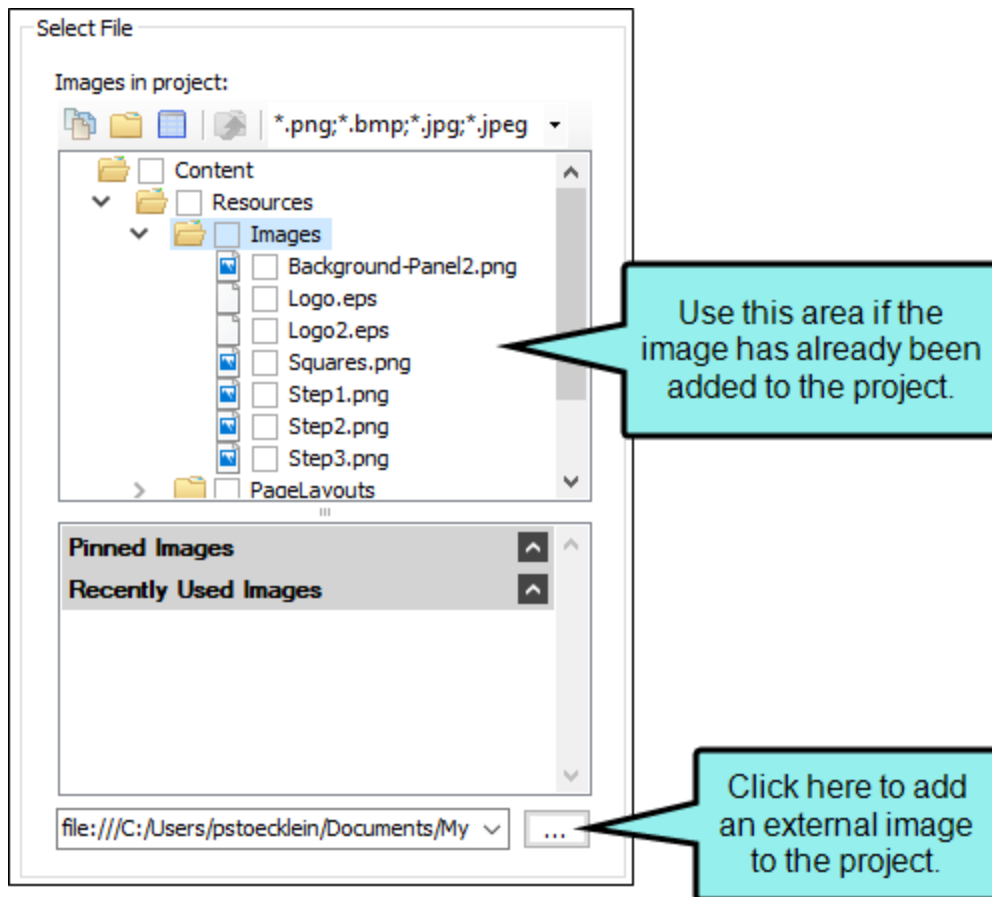 Select File
Images in project:
*.png;*.bmp;*.jpg;*.jpeg
Content
Resources
Images
Background-Panel2.png
Logo.eps
Logo2.eps
Squares.png
Step1.png
Step2.png
Step3.png
PageLayouts
Use this area if the
image has already been
added to the project.
Pinned Images
Recently Used Images
file:///C:/Users/pstoecklein/Documents/My
...
Click here to add
an external image
to the project.